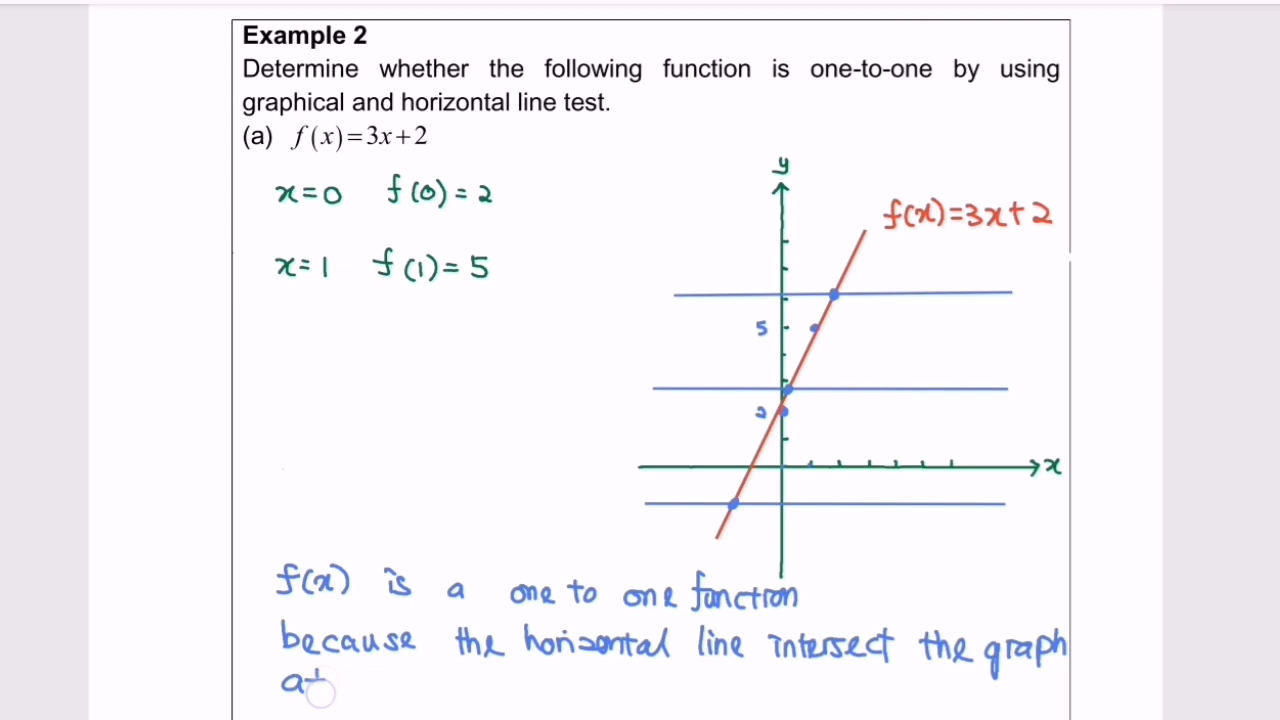 Example 2
Determine whether the following function is one-to-one by using
graphical and horizontal line test.
(a) f(x)=3x+2
x=0 f(0)=2
x=1 f(1)=5
y
f(x)=3x+2
5
2
x
f(x) is a one to one function
because the horizontal line intersect the graph
at